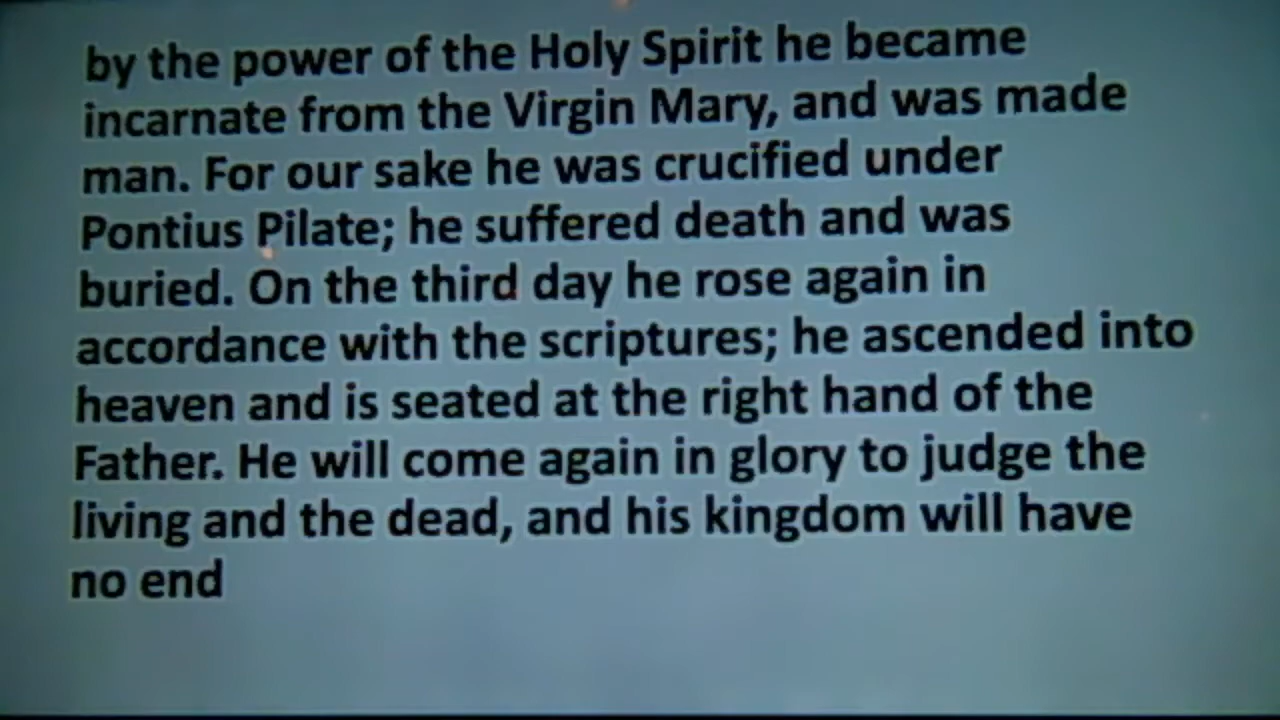 by the power of the Holy Spirit he became
incarnate from the Virgin Mary, and was made
man. For our sake he was crucified under
Pontius Pilate; he suffered death and was
buried. On the third day he rose again in
accordance with the scriptures; he ascended into
heaven and is seated at the right hand of the
Father. He will come again in glory to judge the
living and the dead, and his kingdom will have
no end